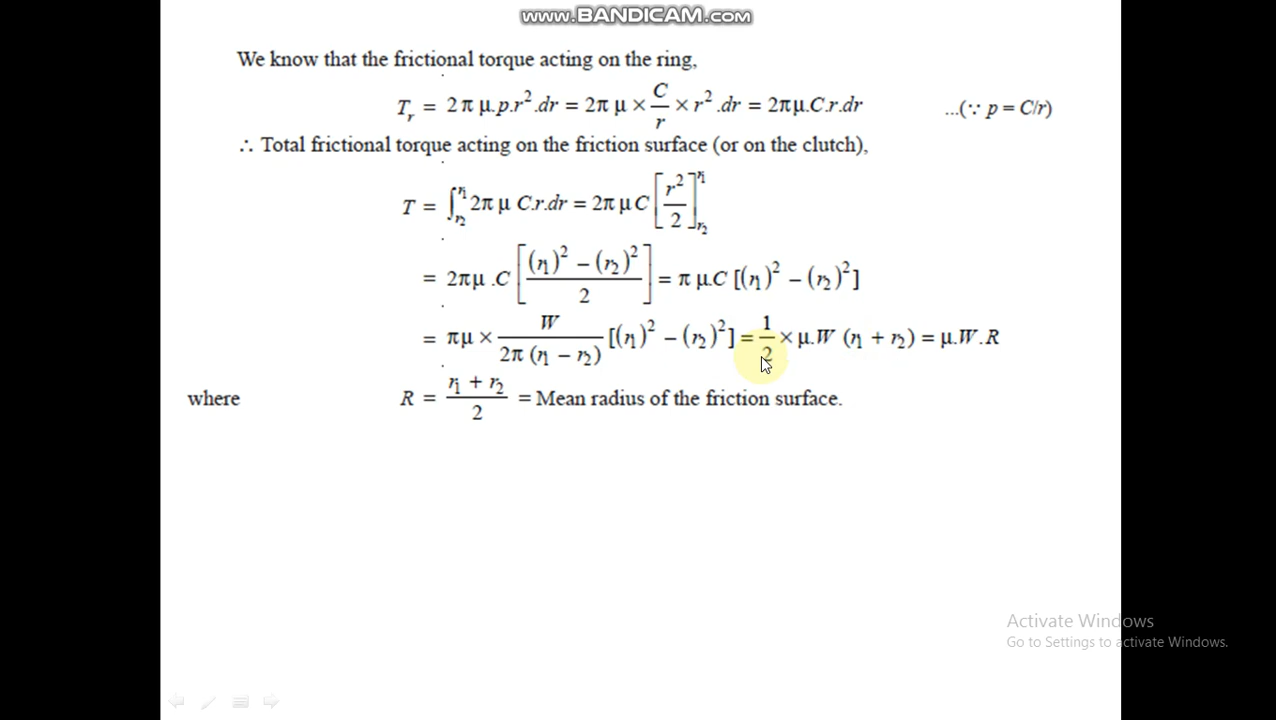 www.BANDICAM.com
We know that the frictional torque acting on the ring,
T_r = 2π μ.p.r².dr = 2π μ × C/r × r².dr = 2πμ.C.r.dr ...(∵ p = C/r)
∴ Total frictional torque acting on the friction surface (or on the clutch),
T = ∫_{r₂}^{r₁} 2π μ C.r.dr = 2π μ C [r²/2]_{r₂}^{r₁}
= 2πμ .C [((r₁)² – (r₂)²)/2] = π μ.C [(r₁)² – (r₂)²]
= πμ × W/(2π (r₁ – r₂)) [(r₁)² – (r₂)²] = 1/2 × μ.W (r₁ + r₂) = μ.W.R
where R = (r₁ + r₂)/2 = Mean radius of the friction surface.
Activate Windows
Go to Settings to activate Windows.